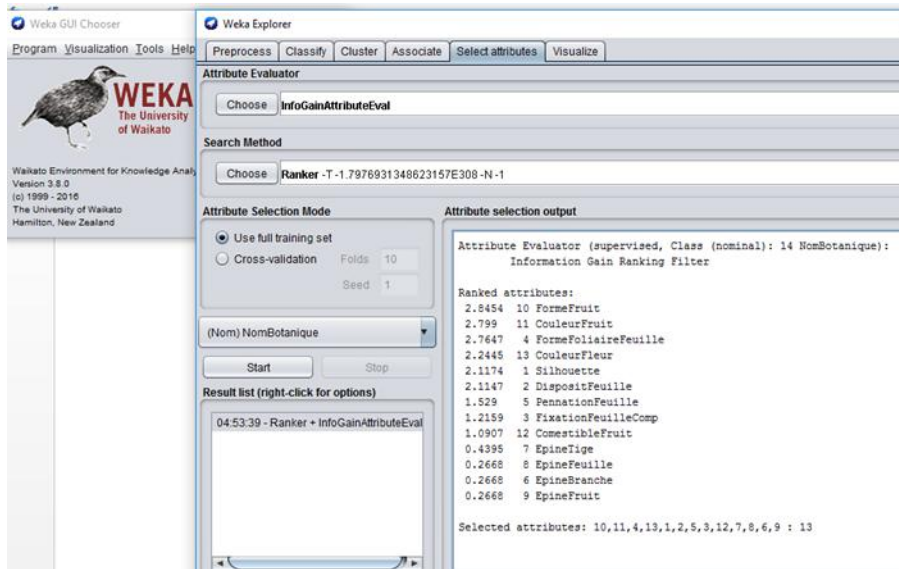 Weka GUI Chooser
Program Visualization Tools Help
WEKA
The University
of Waikato
Waikato Environment for Knowledge Analy
Version 3.8.0
(c) 1999 - 2016
The University of Waikato
Hamilton, New Zealand
Weka Explorer
Preprocess Classify Cluster Associate Select attributes Visualize
Attribute Evaluator
Choose InfoGainAttributeEval
Search Method
Choose Ranker -T -1.7976931348623157E308 -N -1
Attribute Selection Mode
Use full training set
Cross-validation Folds 10
Seed 1
(Nom) NomBotanique
Start Stop
Result list (right-click for options)
04:53:39 - Ranker + InfoGainAttributeEval
Attribute selection output
Attribute Evaluator (supervised, Class (nominal): 14 NomBotanique):
Information Gain Ranking Filter
Ranked attributes:
2.8454 10 FormeFruit
2.799 11 CouleurFruit
2.7647 4 FormeFoliaireFeuille
2.2445 13 CouleurFleur
2.1174 1 Silhouette
2.1147 2 DispositFeuille
1.529 5 PennationFeuille
1.2159 3 FixationFeuilleComp
1.0907 12 ComestibleFruit
0.4395 7 EpineTige
0.2668 8 EpineFeuille
0.2668 6 EpineBranche
0.2668 9 EpineFruit
Selected attributes: 10,11,4,13,1,2,5,3,12,7,8,6,9 : 13